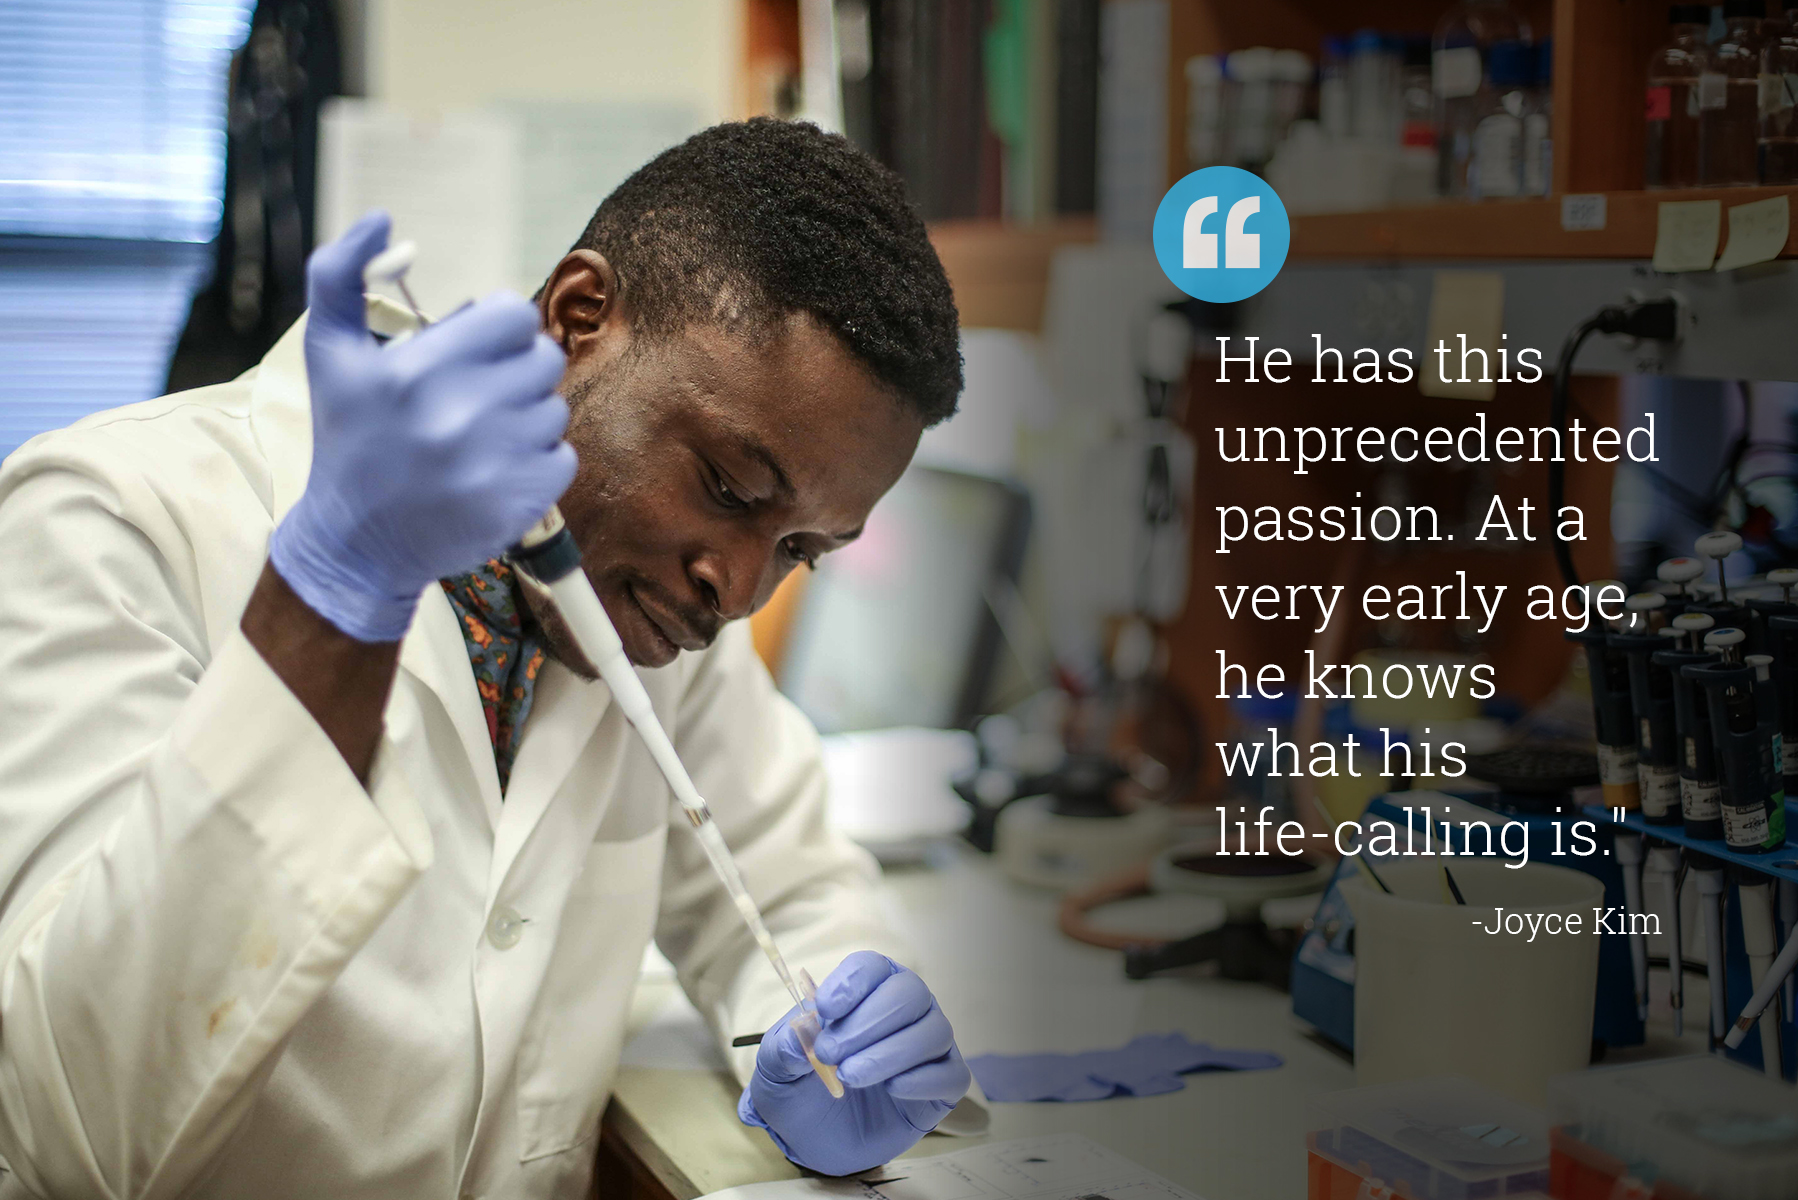 “
He has this
unprecedented
passion. At a
very early age,
he knows
what his
life-calling is."
-Joyce Kim